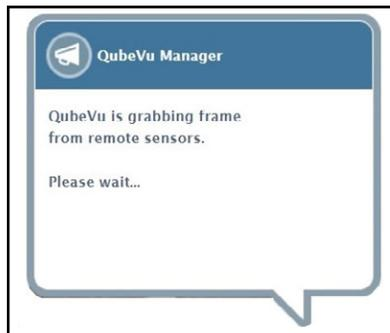 QubeVu Manager
QubeVu is grabbing frame
from remote sensors.
Please wait...